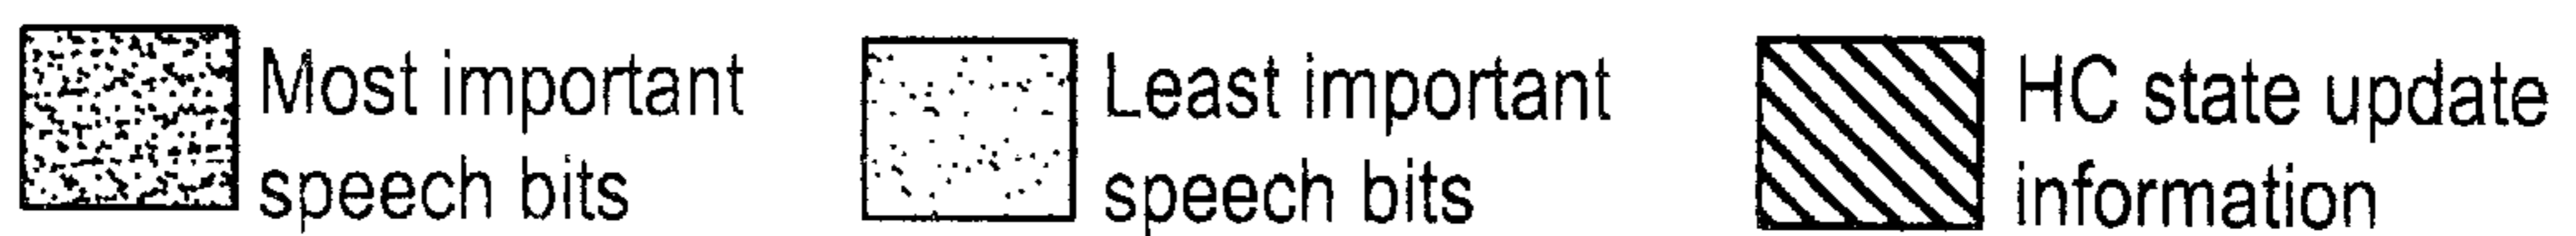 Most important
speech bits
Least important
speech bits
HC state update
information